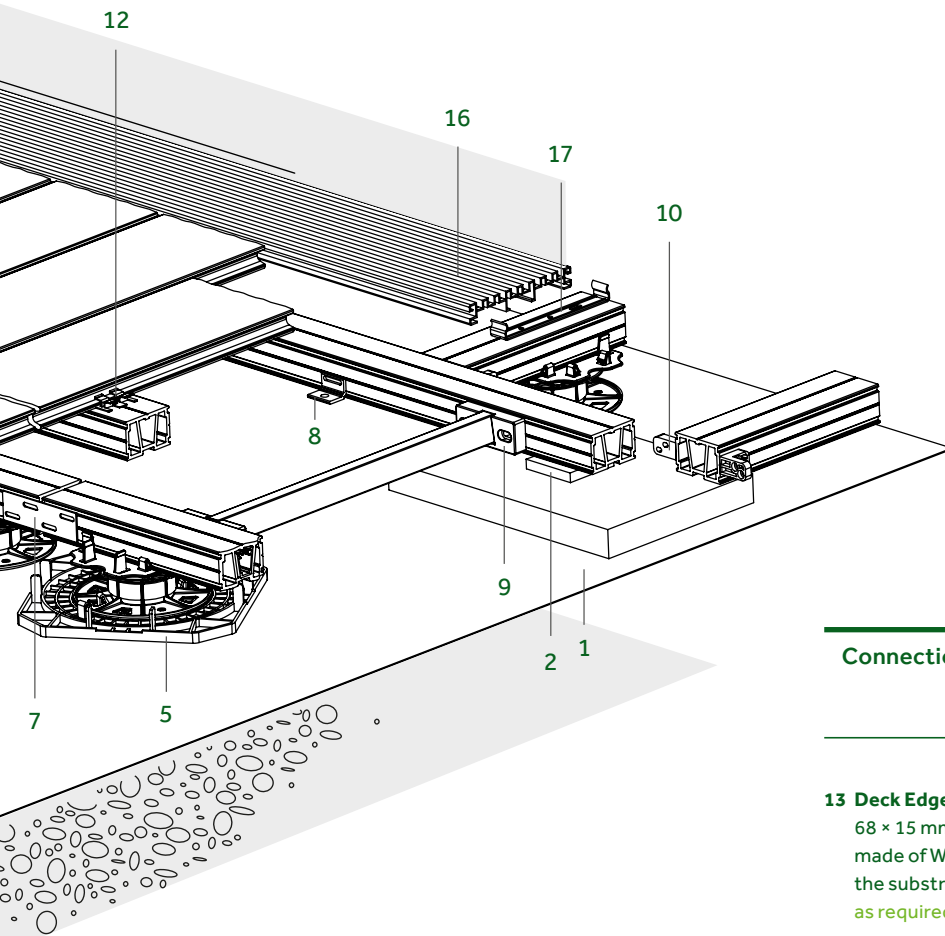 12
16
17
10
8
9
2
1
7
5
Connectio
13 Deck Edge
68 × 15 mm
made of W
the substr
as required